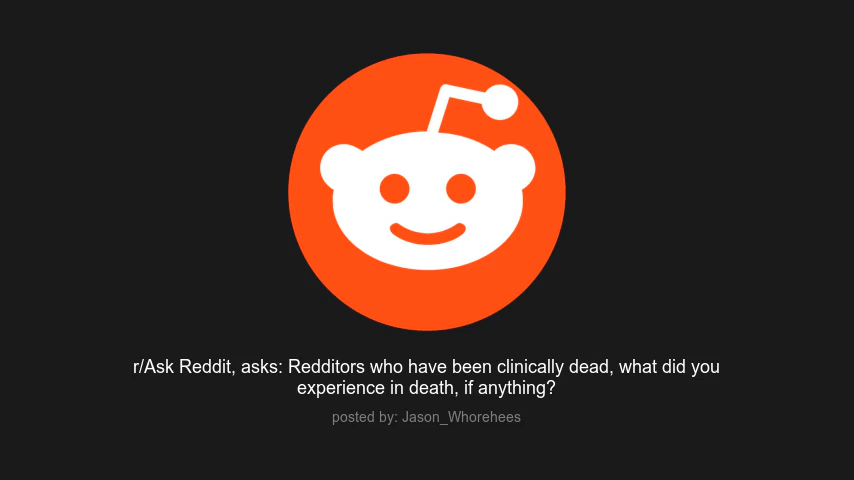 r/Ask Reddit, asks: Redditors who have been clinically dead, what did you
experience in death, if anything?
posted by: Jason_Whorehees